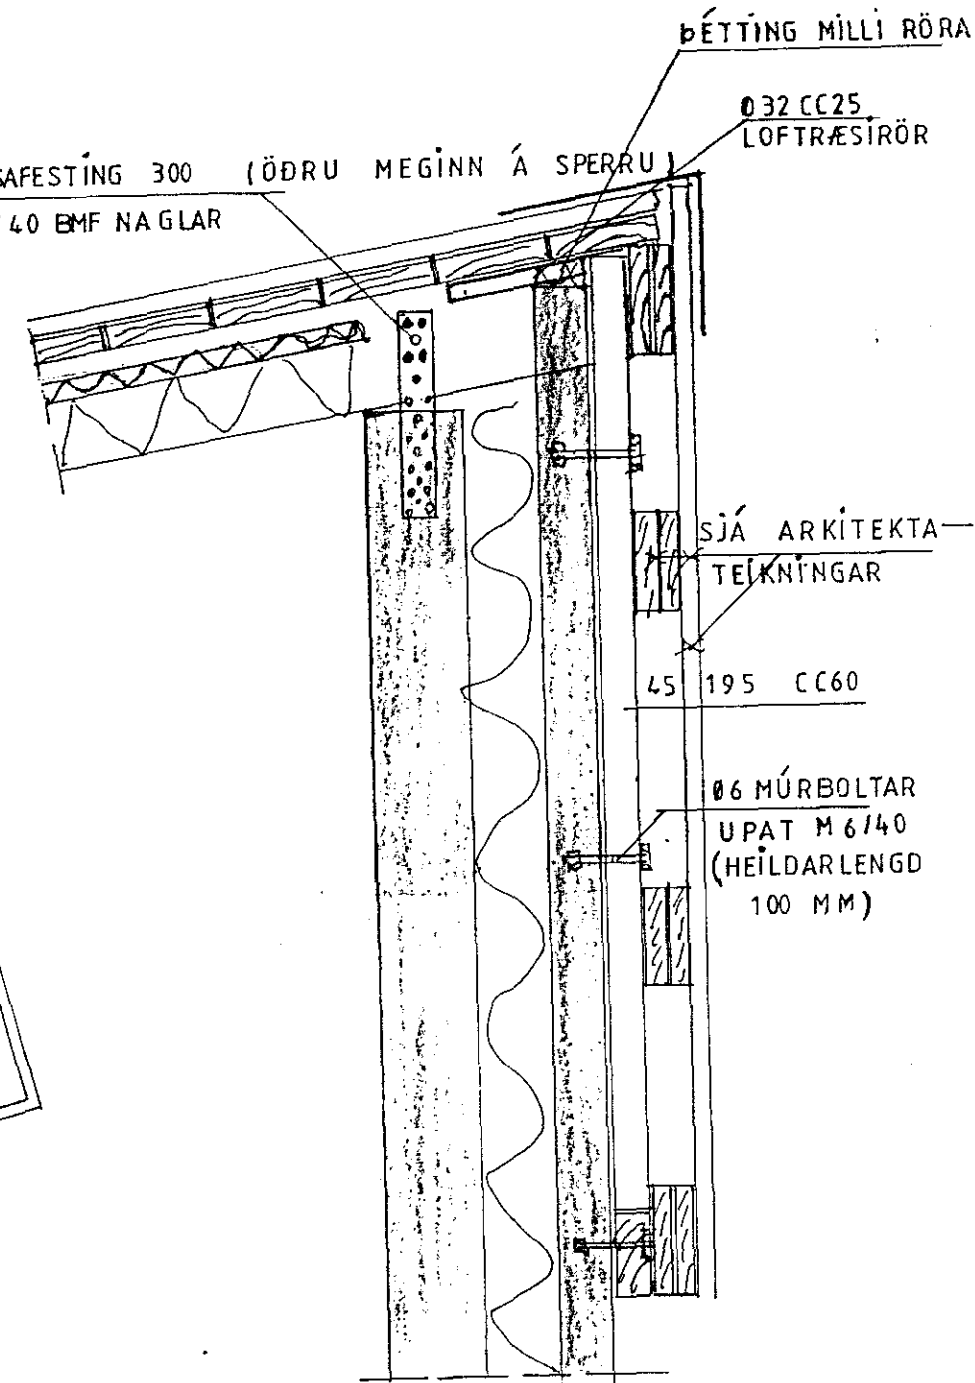 ÞÉTTING MILLI RÖRA
Ø32 CC25
LOFTRÆSIRÖR
SAFESTING 300 (ÖÐRU MEGINN Á SPERRU)
40 BMF NAGLAR
SJÁ ARKITEKTA-
TEIKNINGAR
45 195 CC60
Ø6 MÚRBOLTAR
UPAT M 6/40
(HEILDARLENGD
100 MM)